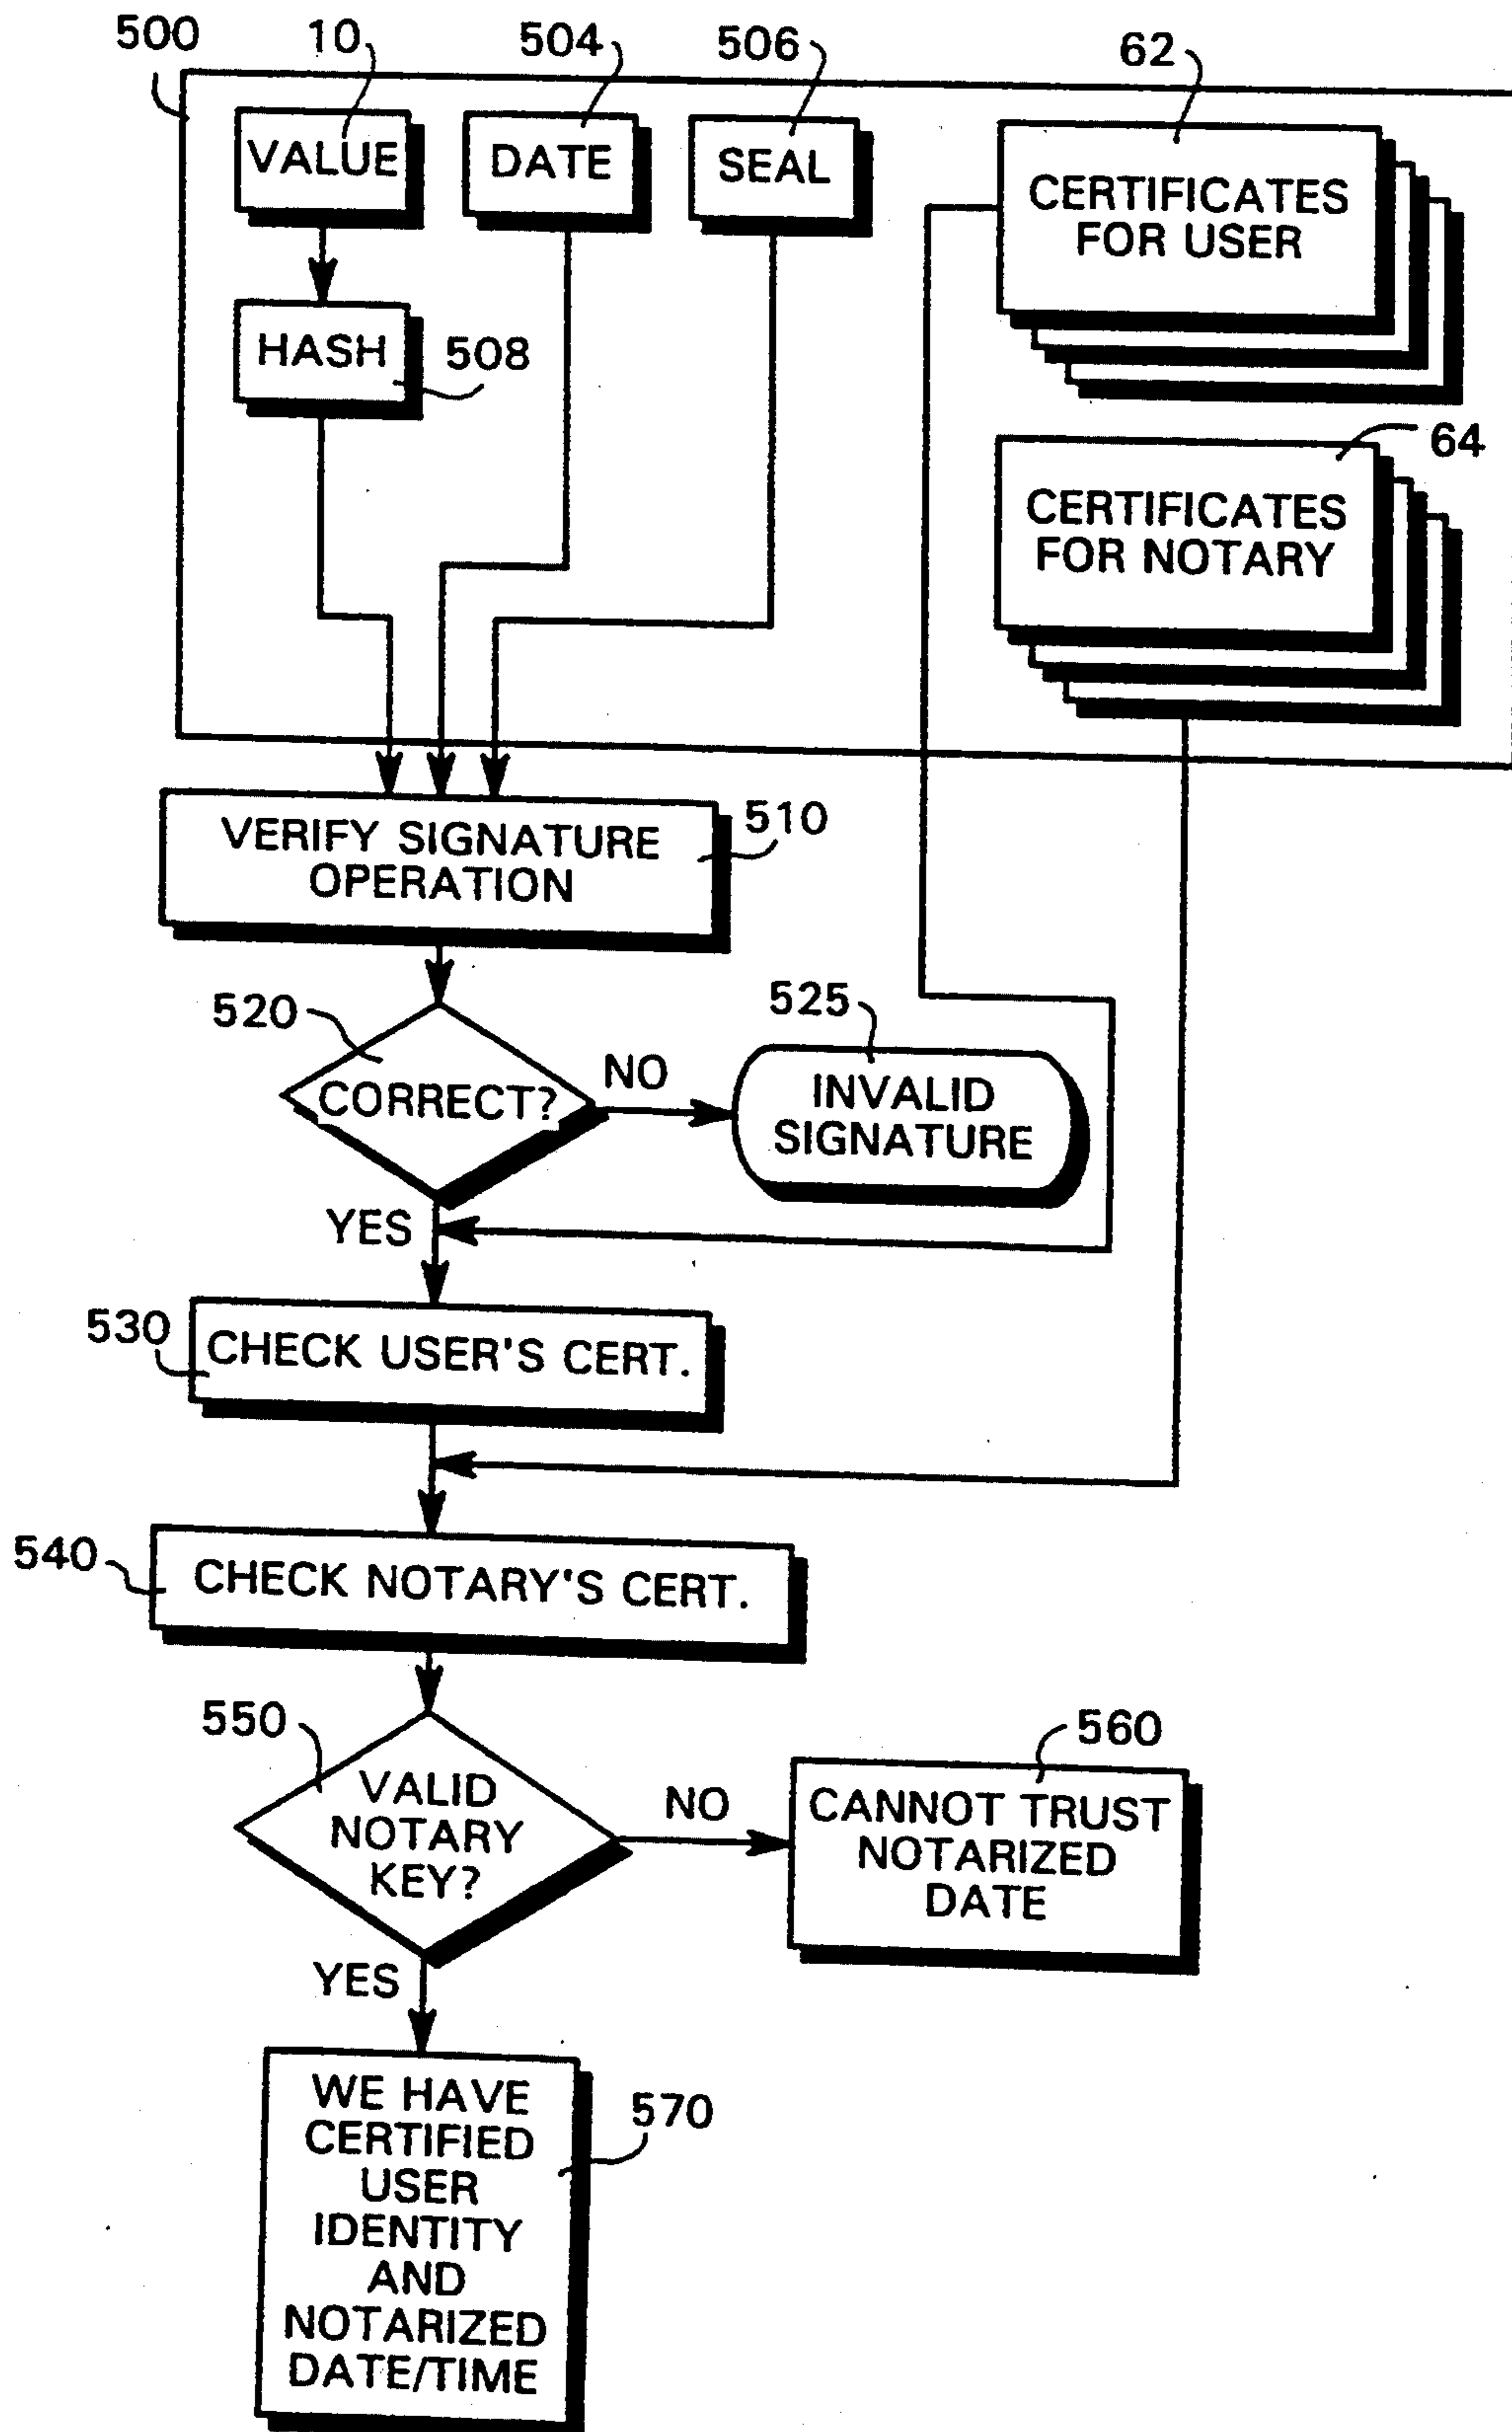 500
10
504
506
62
VALUE
DATE
SEAL
CERTIFICATES
FOR USER
HASH
508
64
CERTIFICATES
FOR NOTARY
VERIFY SIGNATURE
OPERATION
510
520
525
CORRECT?
NO
INVALID
SIGNATURE
YES
530
CHECK USER'S CERT.
540
CHECK NOTARY'S CERT.
550
560
VALID
NOTARY
KEY?
NO
CANNOT TRUST
NOTARIZED
DATE
YES
WE HAVE
CERTIFIED
USER
IDENTITY
AND
NOTARIZED
DATE/TIME
570